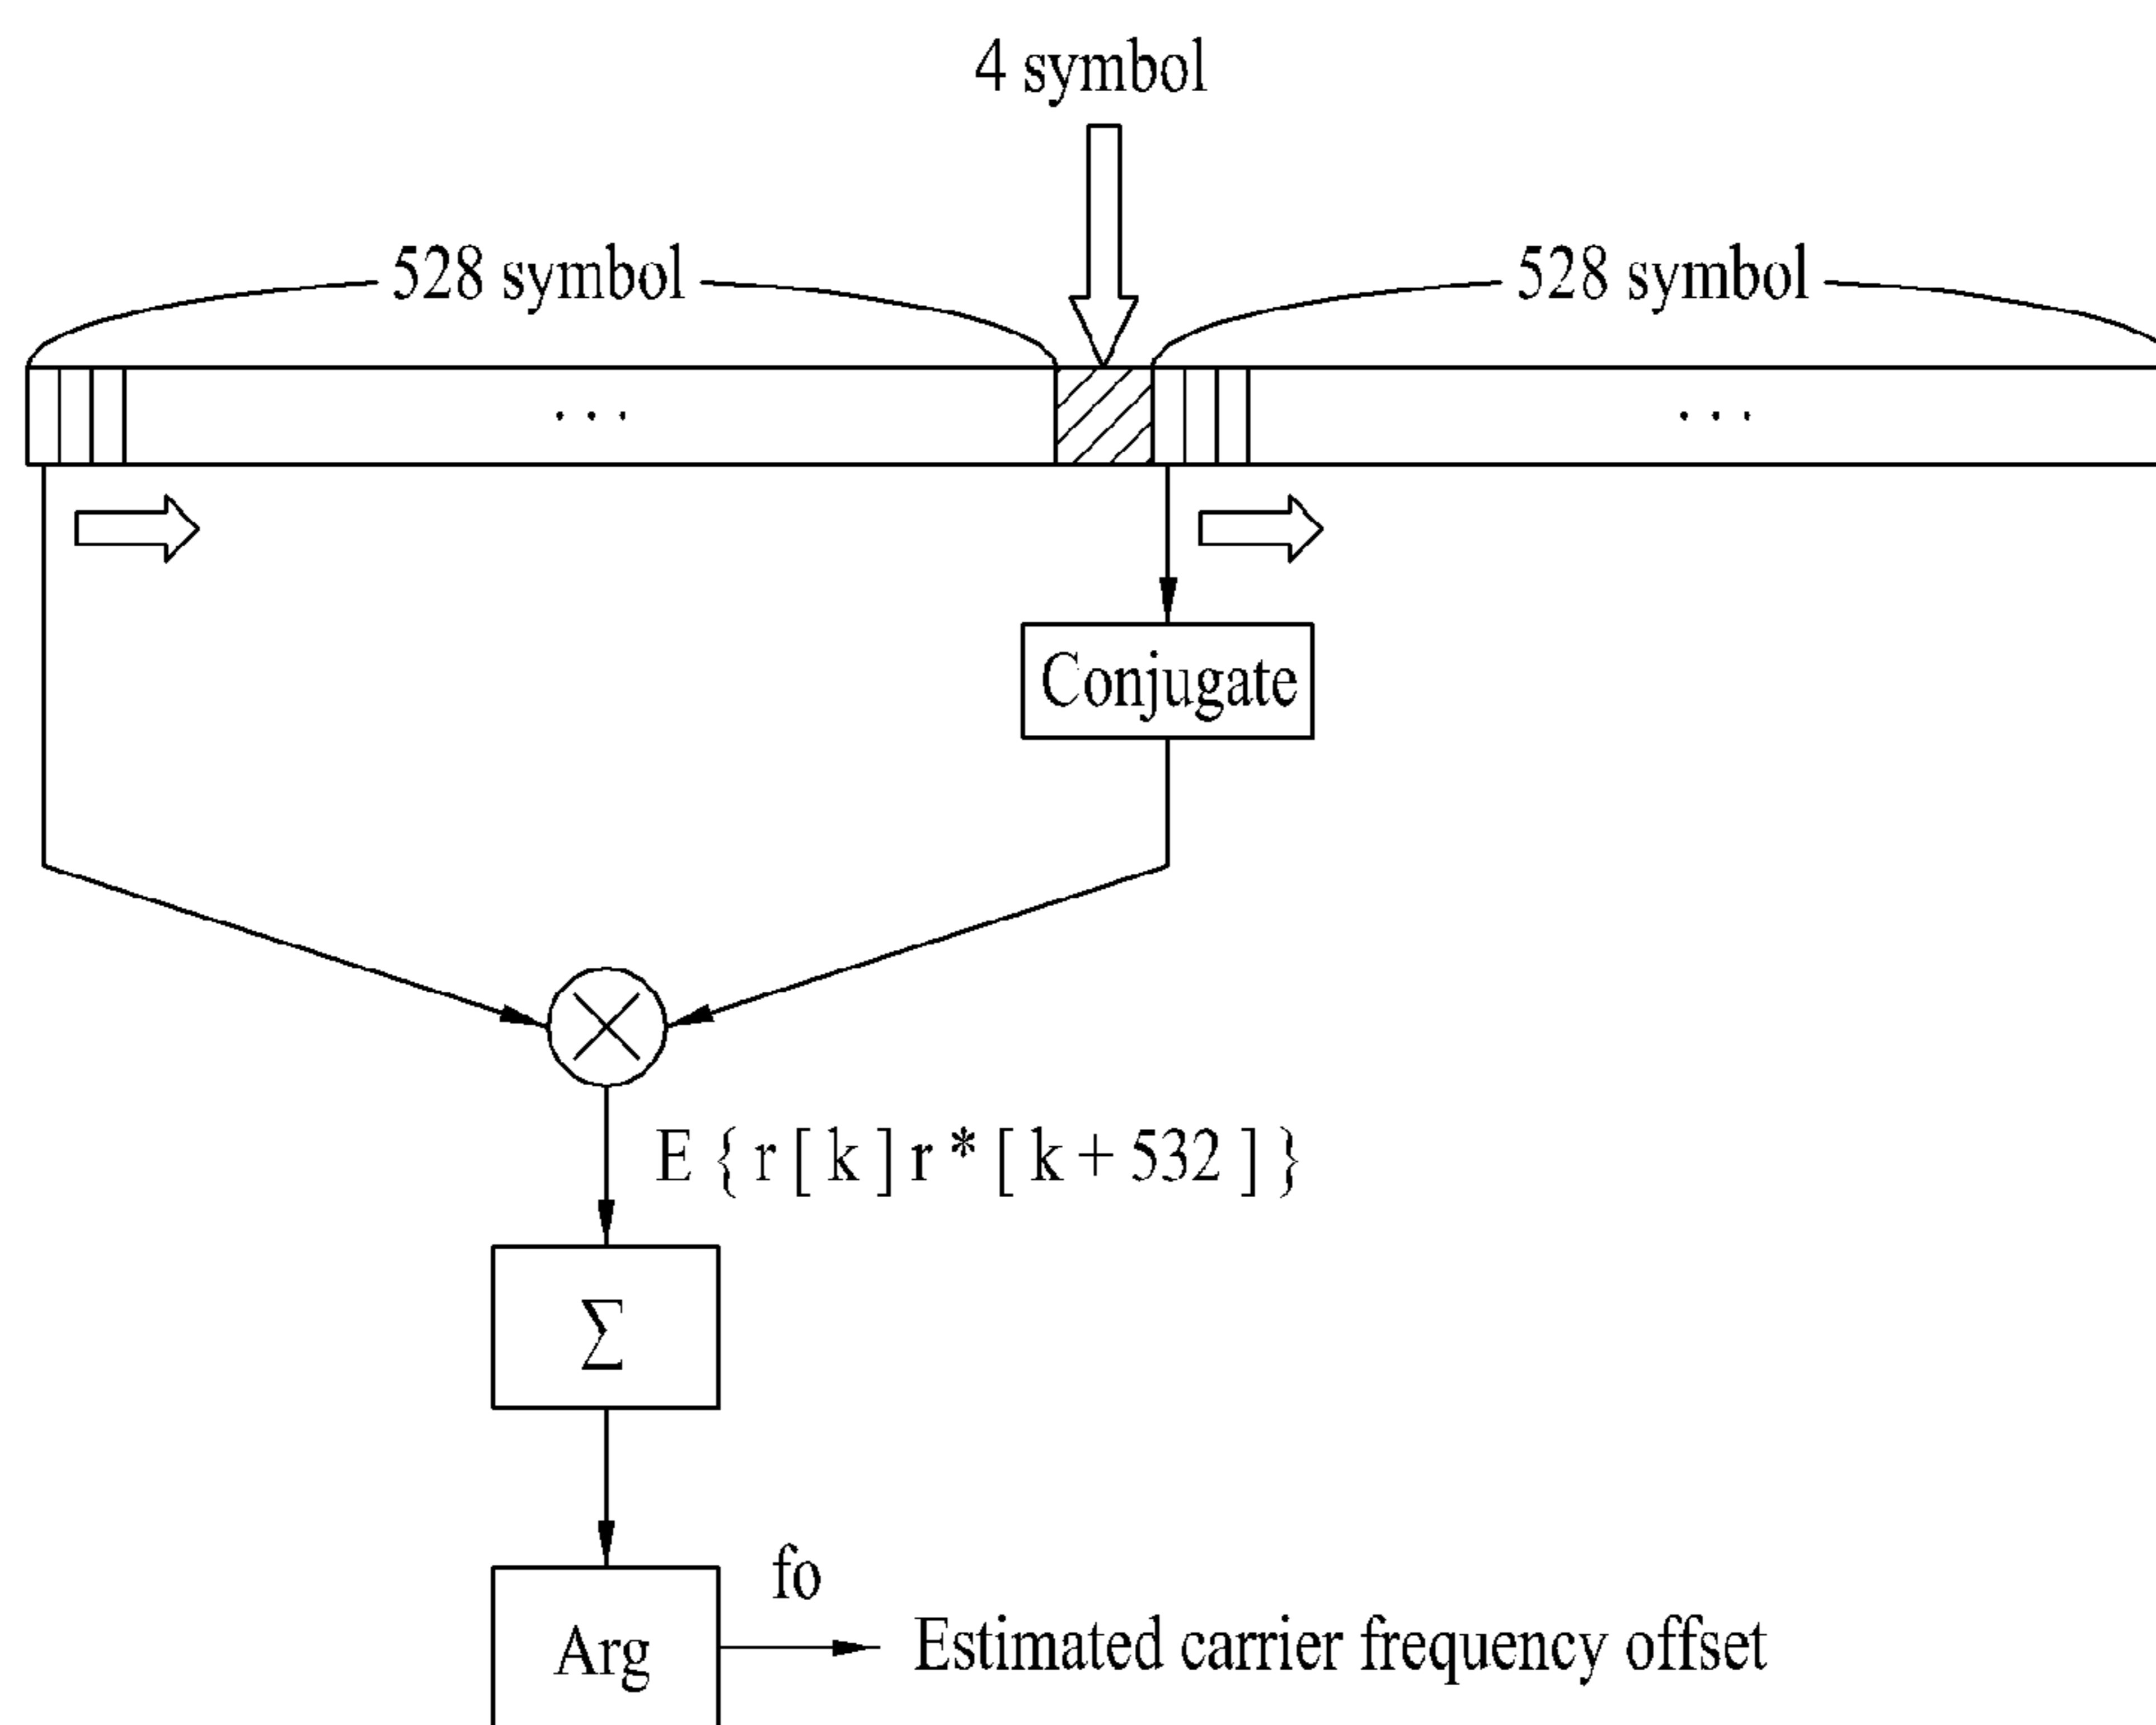 4 symbol
528 symbol
528 symbol
. . .
. . .
Conjugate
E { r [ k ] r * [ k + 532 ] }
Σ
fo
Arg
Estimated carrier frequency offset